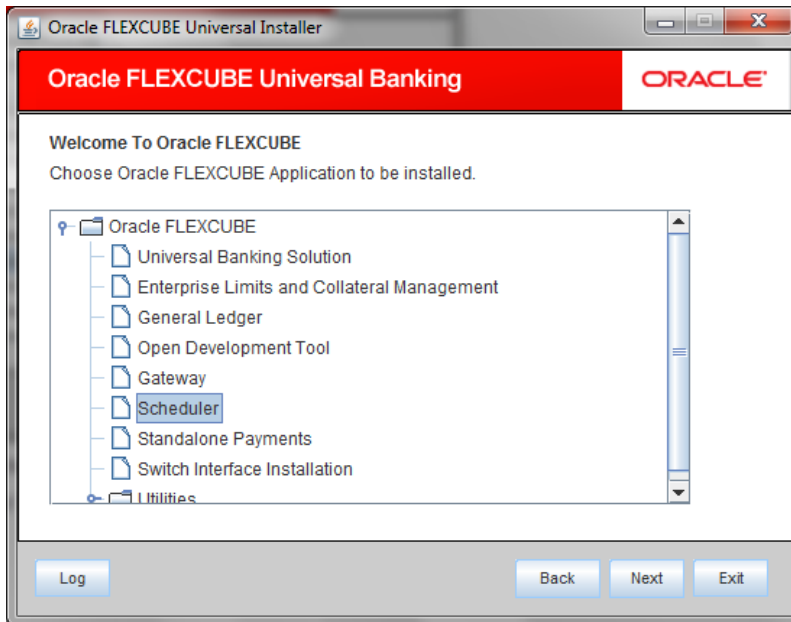 Oracle FLEXCUBE Universal Installer
Oracle FLEXCUBE Universal Banking
ORACLE
Welcome To Oracle FLEXCUBE
Choose Oracle FLEXCUBE Application to be installed.
Oracle FLEXCUBE
Universal Banking Solution
Enterprise Limits and Collateral Management
General Ledger
Open Development Tool
Gateway
Scheduler
Standalone Payments
Switch Interface Installation
Utilities
Log Back Next Exit